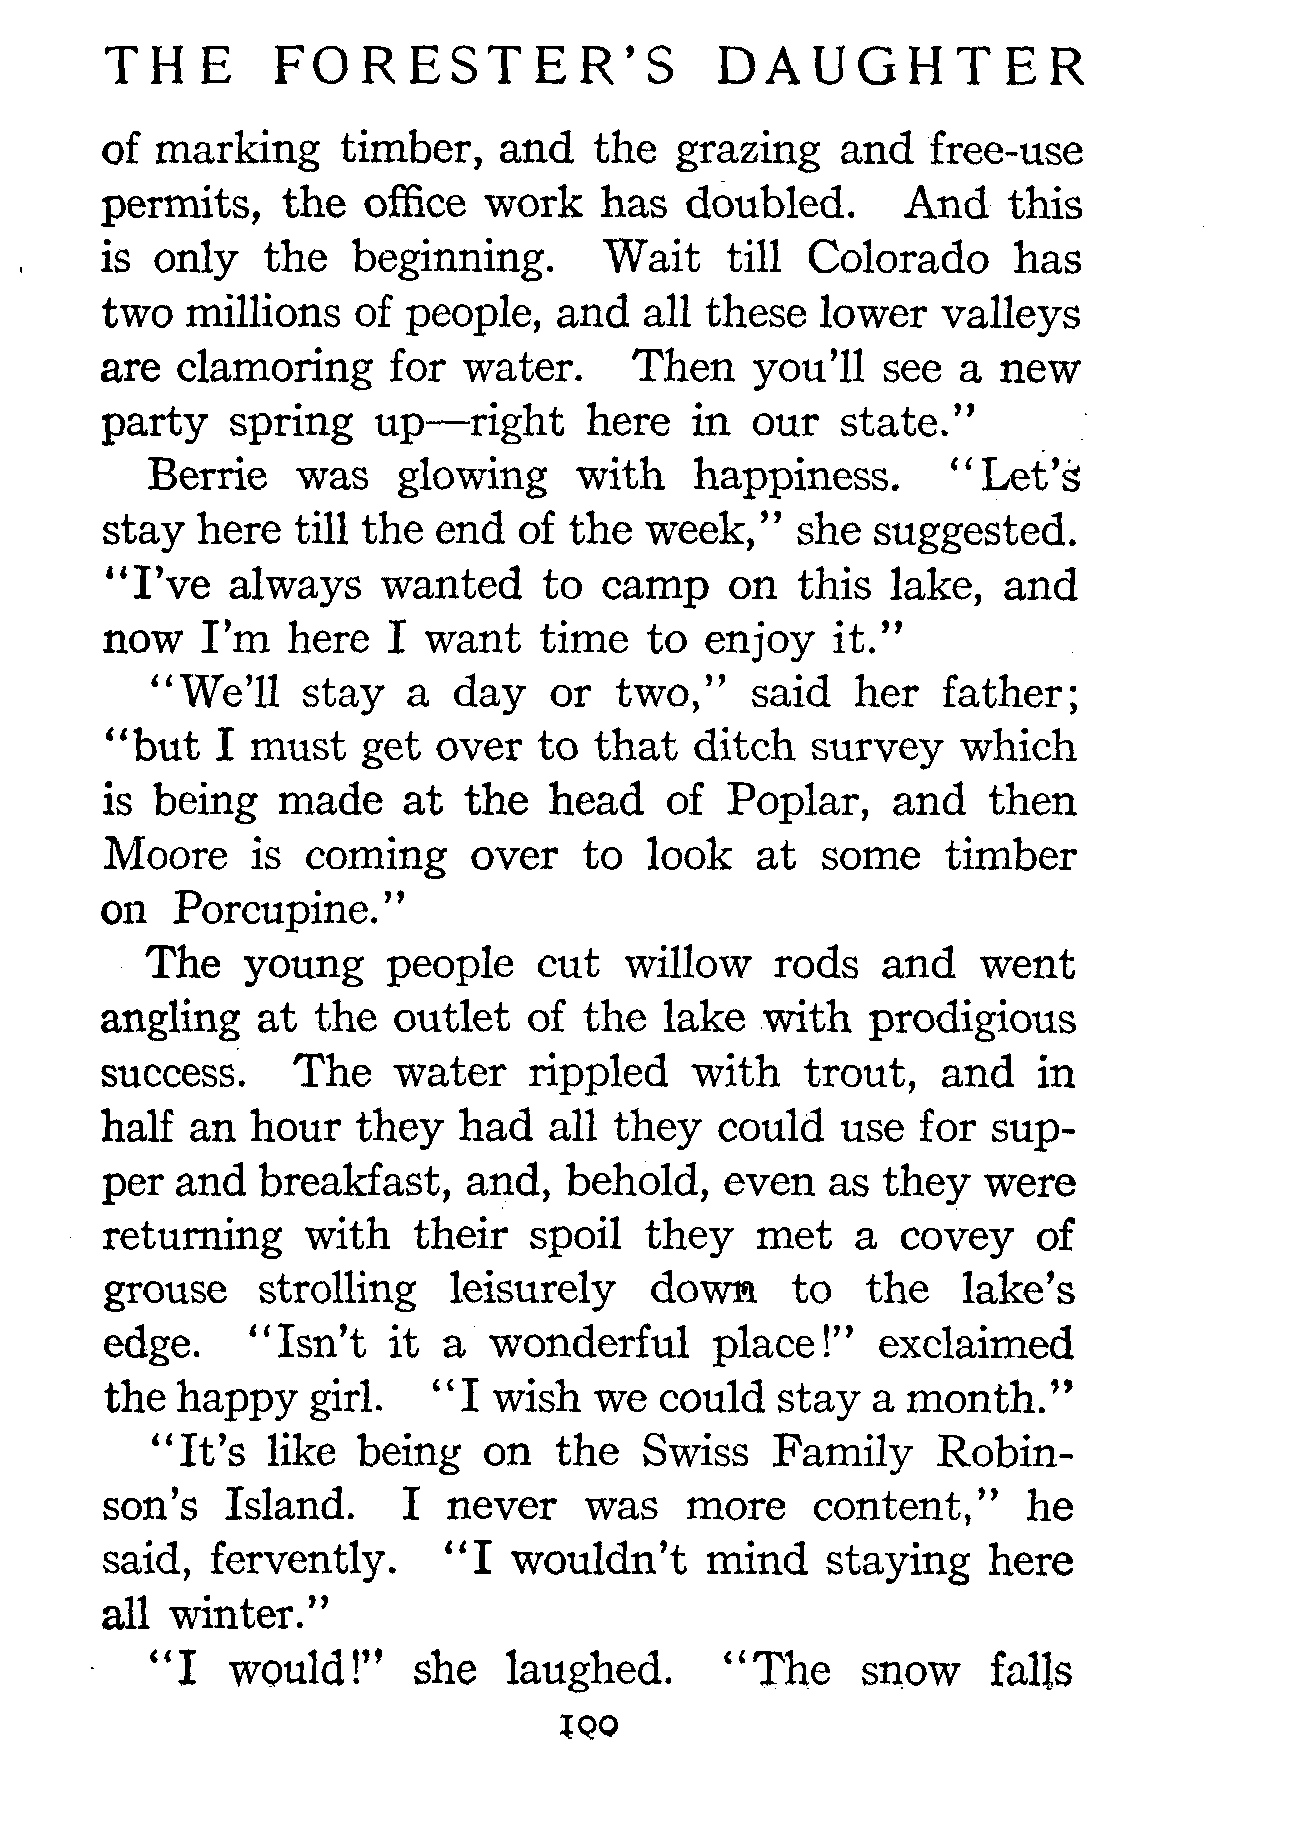 THE FORESTER'S DAUGHTER
of marking timber, and the grazing and free-use
permits, the office work has doubled. And this
is only the beginning. Wait till Colorado has
two millions of people, and all these lower valleys
are clamoring for water. Then you'll see a new
party spring up—right here in our state."
Berrie was glowing with happiness. "Let's
stay here till the end of the week," she suggested.
"I've always wanted to camp on this lake, and
now I'm here I want time to enjoy it."
"We'll stay a day or two," said her father;
"but I must get over to that ditch survey which
is being made at the head of Poplar, and then
Moore is coming over to look at some timber
on Porcupine."
The young people cut willow rods and went
angling at the outlet of the lake with prodigious
success. The water rippled with trout, and in
half an hour they had all they could use for sup-
per and breakfast, and, behold, even as they were
returning with their spoil they met a covey of
grouse strolling leisurely down to the lake's
edge. "Isn't it a wonderful place!" exclaimed
the happy girl. "I wish we could stay a month."
"It's like being on the Swiss Family Robin-
son's Island. I never was more content," he
said, fervently. "I wouldn't mind staying here
all winter."
"I would!" she laughed. "The snow falls